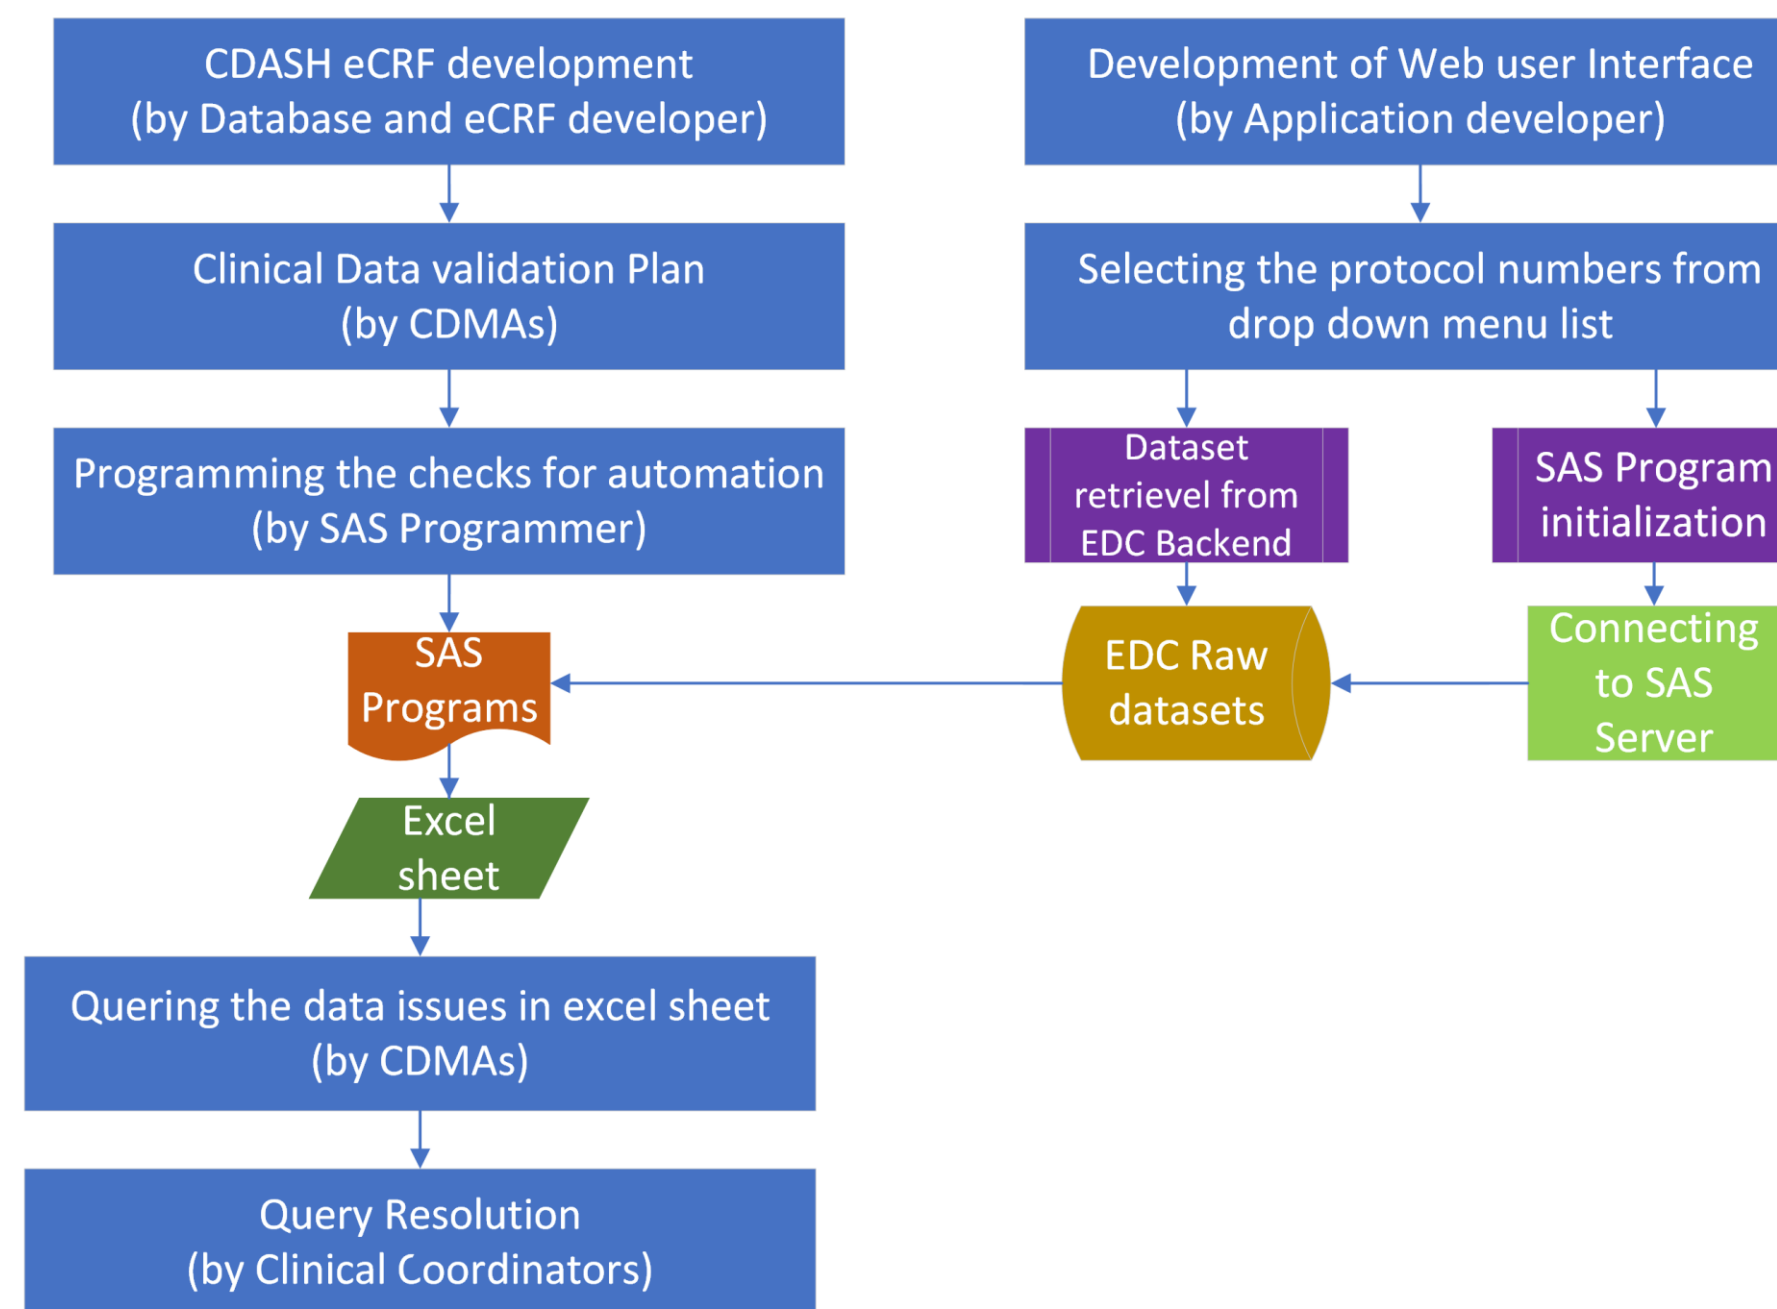 CDASH eCRF development
(by Database and eCRF developer)
Clinical Data validation Plan
(by CDMAs)
Programming the checks for automation
(by SAS Programmer)
SAS
Programs
Excel
sheet
Quering the data issues in excel sheet
(by CDMAs)
Query Resolution
(by Clinical Coordinators)
Development of Web user Interface
(by Application developer)
Selecting the protocol numbers from
drop down menu list
Dataset
retrievel from
EDC Backend
SAS Program
initialization
EDC Raw
datasets
Connecting
to SAS
Server